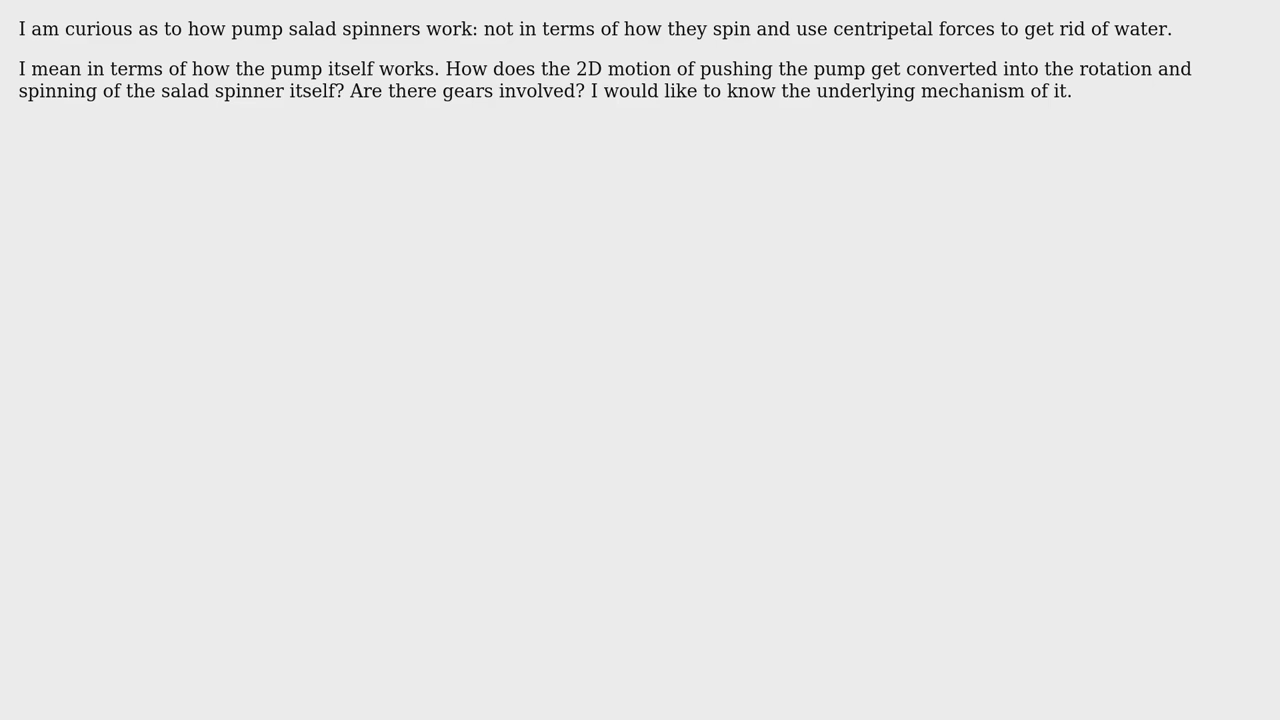 I am curious as to how pump salad spinners work: not in terms of how they spin and use centripetal forces to get rid of water.
I mean in terms of how the pump itself works. How does the 2D motion of pushing the pump get converted into the rotation and
spinning of the salad spinner itself? Are there gears involved? I would like to know the underlying mechanism of it.